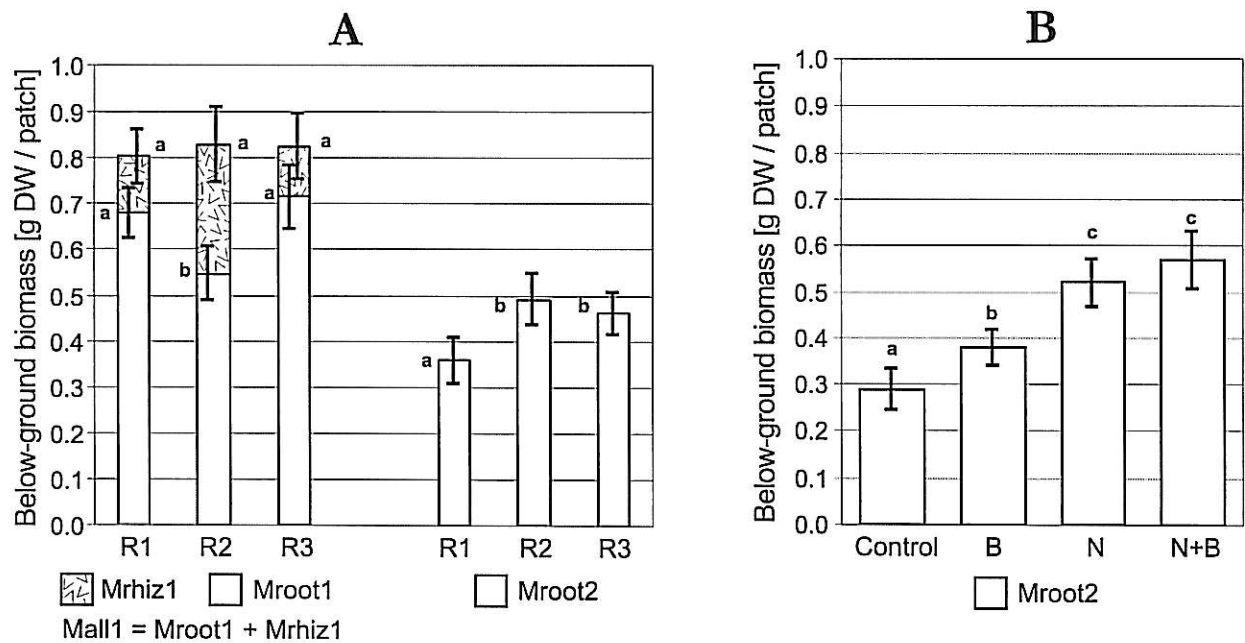 A
Below-ground biomass [g DW / patch]
1.0
0.9
0.8
0.7
0.6
0.5
0.4
0.3
0.2
0.1
0.0
a
a
a
a
b
a
a
b
b
R1 R2 R3 R1 R2 R3
Mrhiz1 Mroot1 Mroot2
Mall1 = Mroot1 + Mrhiz1
B
Below-ground biomass [g DW / patch]
1.0
0.9
0.8
0.7
0.6
0.5
0.4
0.3
0.2
0.1
0.0
a
b
c
c
Control B N N+B
Mroot2